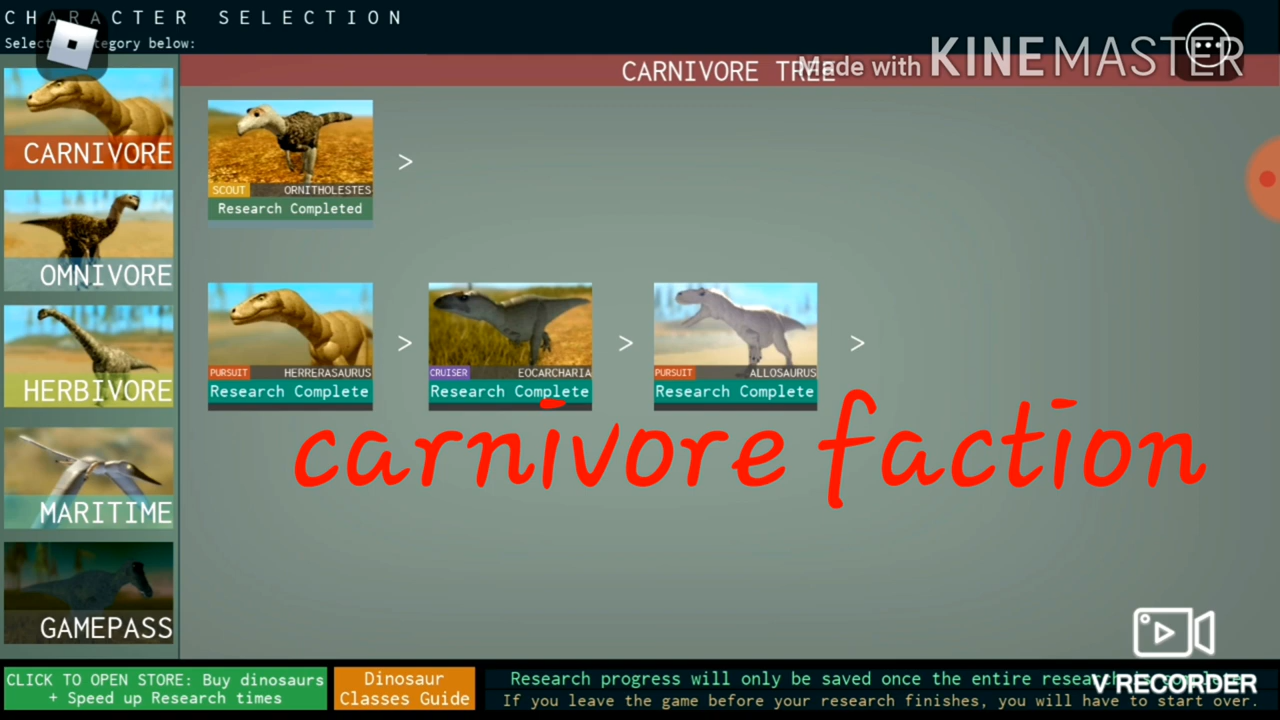 CHARACTER SELECTION
Select category below:
Made with KINEMASTER
CARNIVORE TREE
CARNIVORE
OMNIVORE
HERBIVORE
MARITIME
GAMEPASS
SCOUT ORNITHOLESTES
Research Completed
>
PURSUIT HERRERASAURUS
Research Complete
>
CRUISER EOCARCHARIA
Research Complete
>
PURSUIT ALLOSAURUS
Research Complete
>
carnivore faction
CLICK TO OPEN STORE: Buy dinosaurs
+ Speed up Research times
Dinosaur
Classes Guide
Research progress will only be saved once the entire research is
If you leave the game before your research finishes, you will have to start over.
V RECORDER